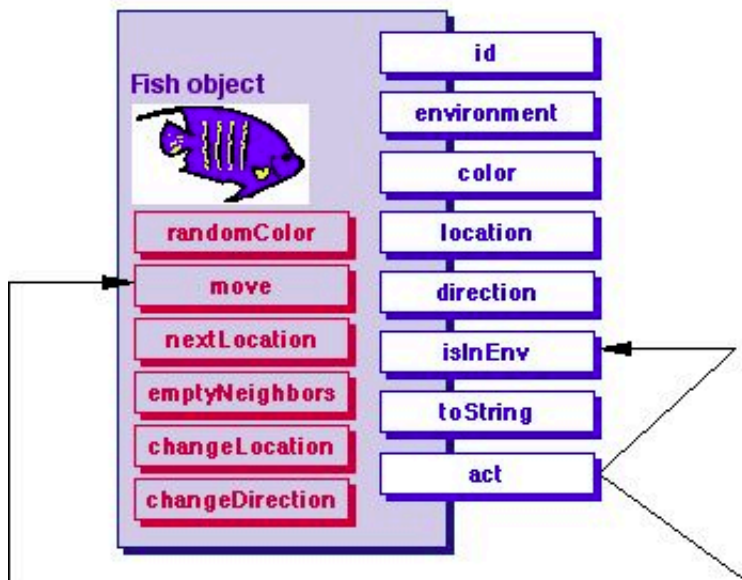 Fish object
randomColor
move
nextLocation
emptyNeighbors
changeLocation
changeDirection
id
environment
color
location
direction
isInEnv
toString
act